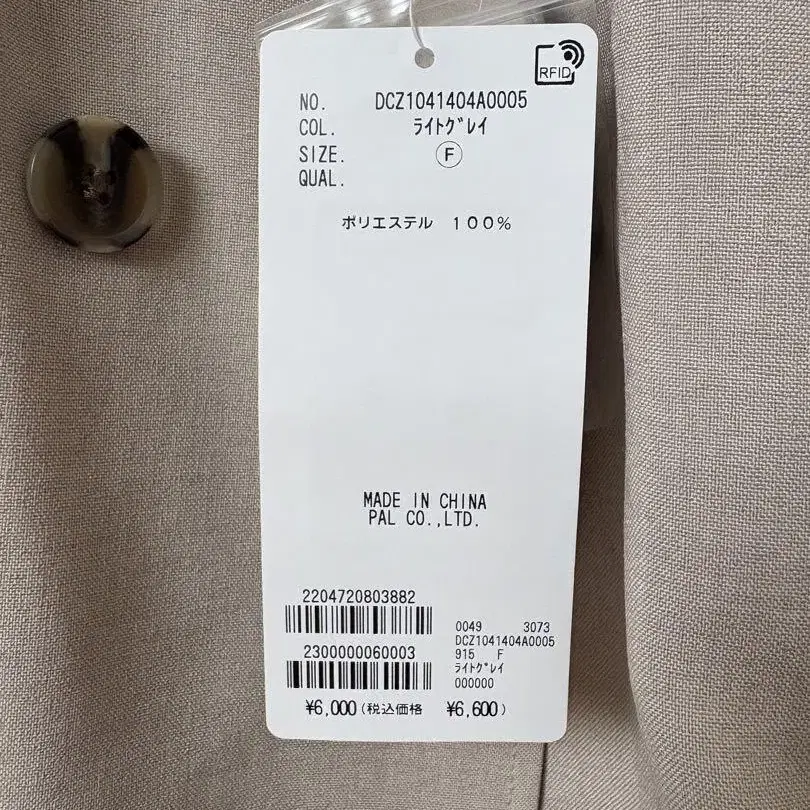 RFID
NO. DCZ1041404A0005
COL. ﾗｲﾄｸﾞﾚｲ
SIZE. Ⓕ
QUAL.
ポリエステル １００％
MADE IN CHINA
PAL CO.,LTD.
2204720803882
2300000060003
0049 3073
DCZ1041404A0005
915 F
ﾗｲﾄｸﾞﾚｲ
000000
¥6,000 (税込価格 ¥6,600)